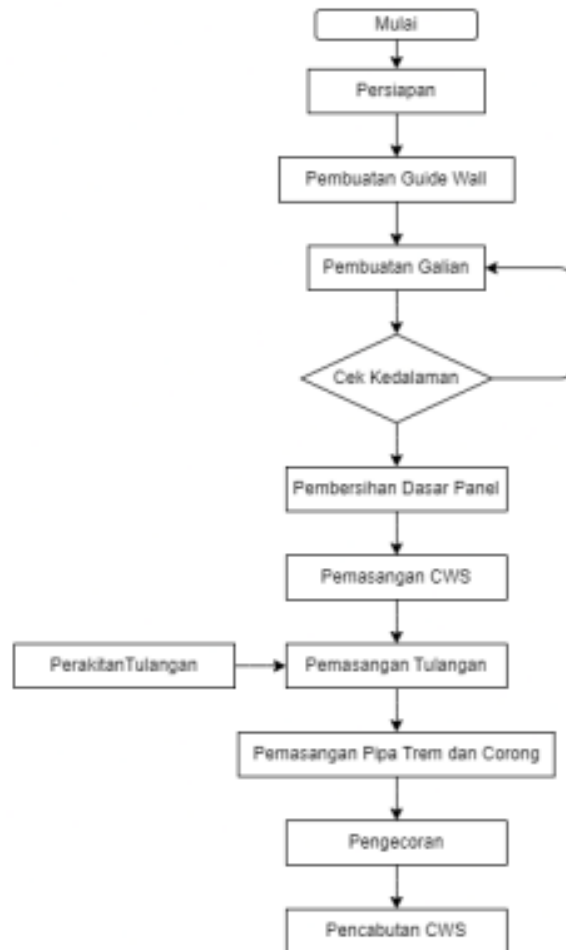 Mulai
Persiapan
Pembuatan Guide Wall
Pembuatan Galian
Cek Kedalaman
Pembersihan Dasar Panel
Pemasangan CWS
PerakitanTulangan
Pemasangan Tulangan
Pemasangan Pipa Trem dan Corong
Pengecoran
Pencabutan CWS